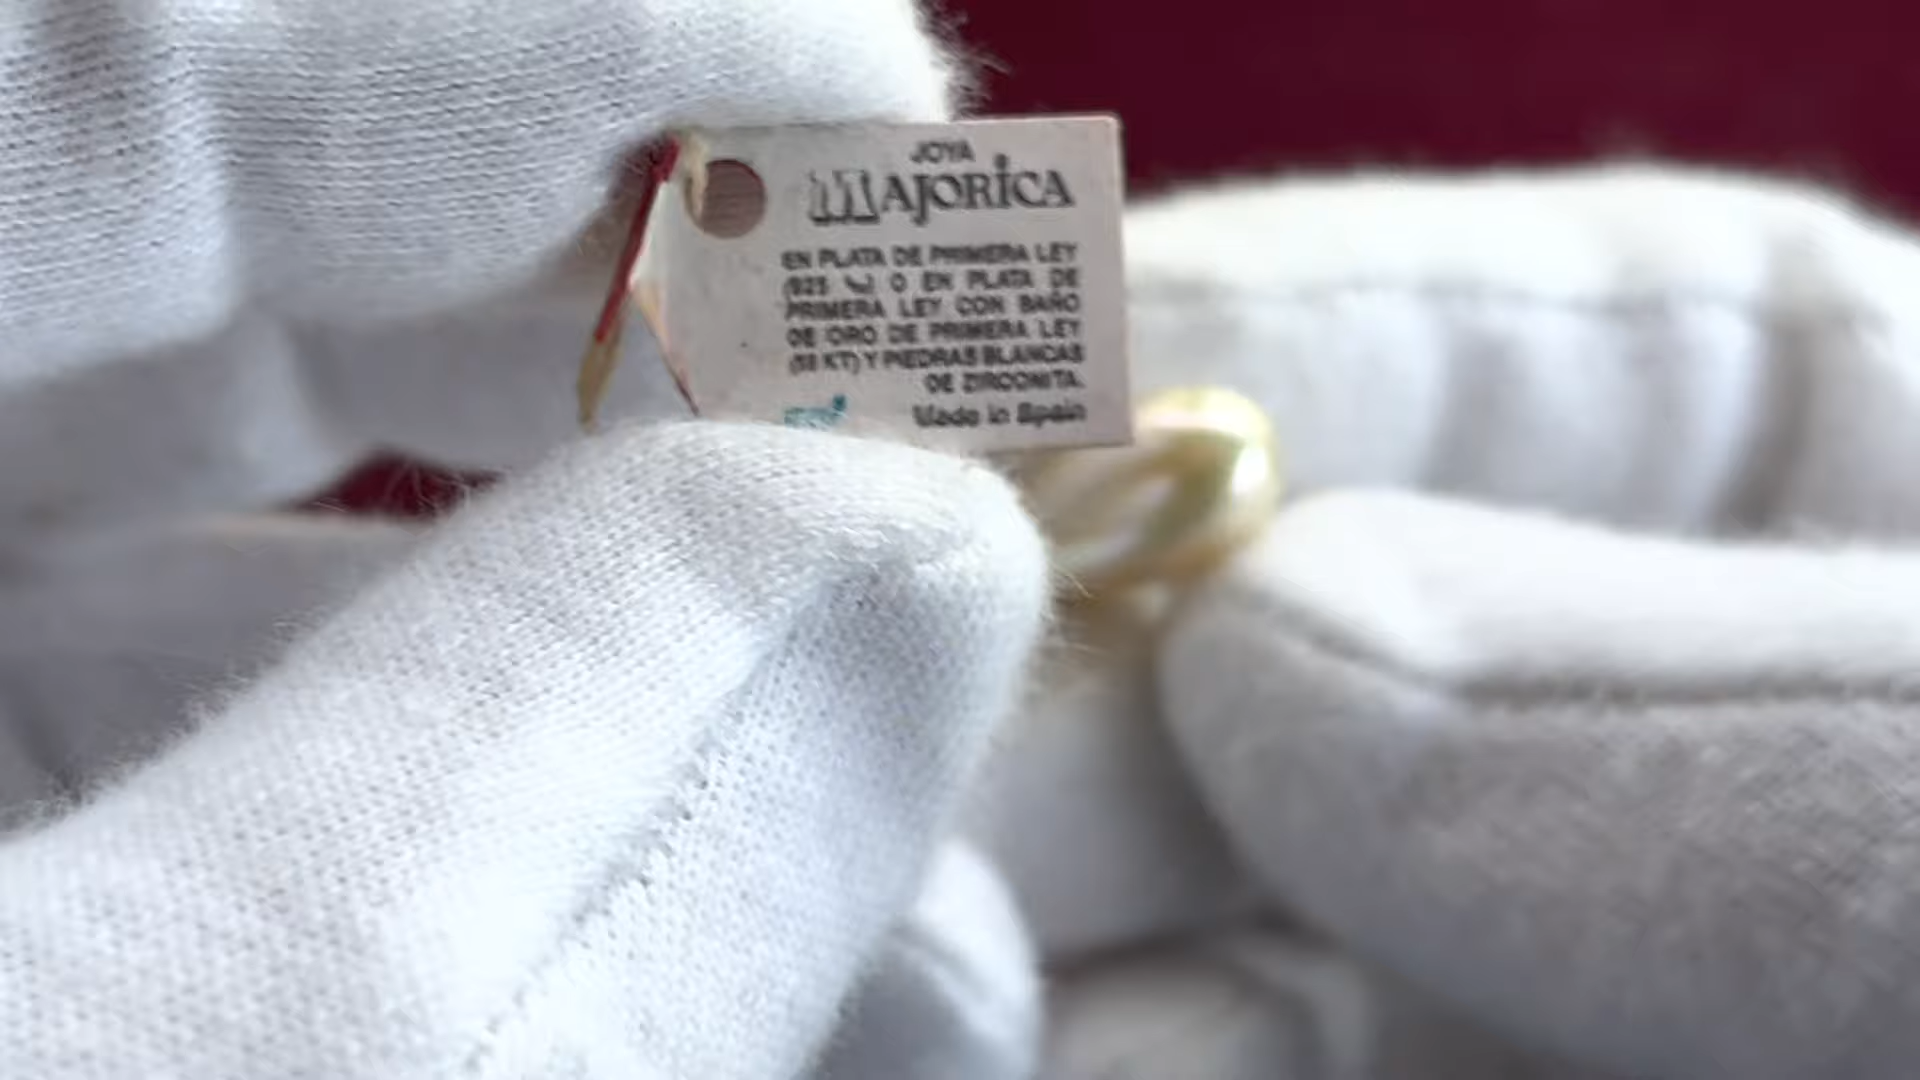 JOYA
MAJORICA
EN PLATA DE PRIMERA LEY
(925 O EN PLATA DE
PRIMERA LEY CON BAÑO
DE ORO DE PRIMERA LEY
KT) Y PIEDRAS BLANCAS
DE ZIRCONITA.
Made in Spain